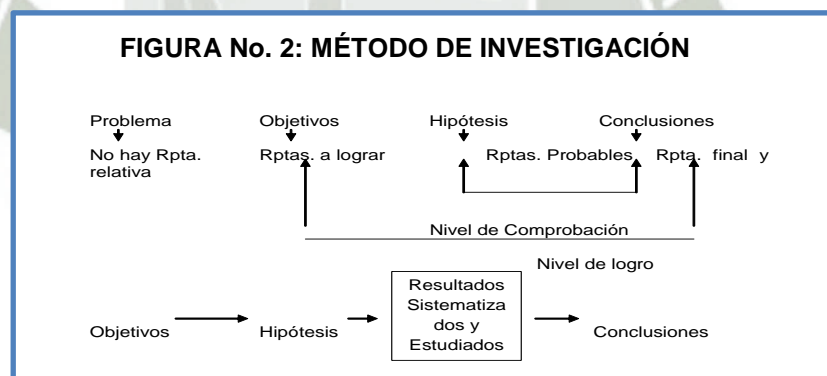 FIGURA No. 2: MÉTODO DE INVESTIGACIÓN
Problema Objetivos Hipótesis Conclusiones
No hay Rpta. Rptas. a lograr Rptas. Probables Rpta. final y
relativa
Nivel de Comprobación
Nivel de logro
Resultados
Sistematiza
dos y
Estudiados
Objetivos Hipótesis Conclusiones